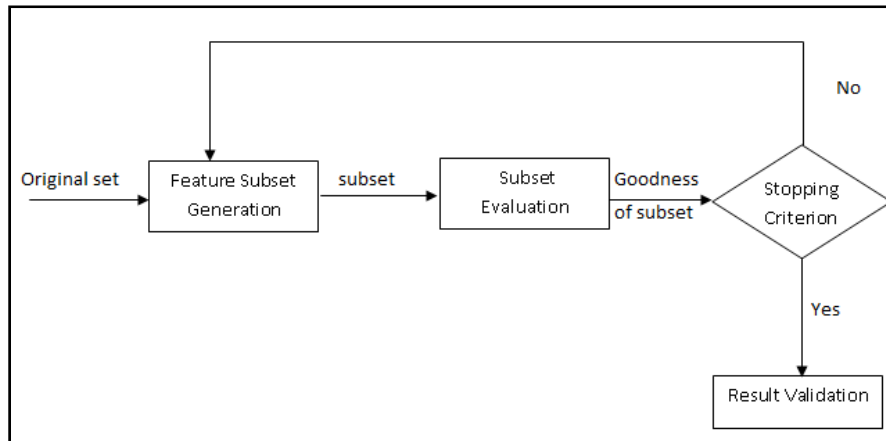 No
Original set
Feature Subset
Generation
subset
Subset
Evaluation
Goodness
of subset
Stopping
Criterion
Yes
Result Validation